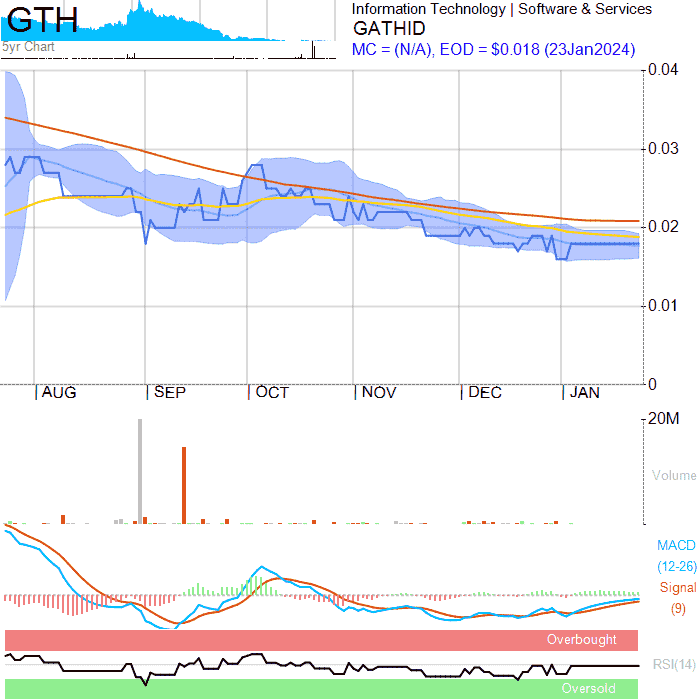 GTH
5yr Chart
Information Technology | Software & Services
GATHID
MC = (N/A), EOD = $0.018 (23Jan2024)
0.04
0.03
0.02
0.01
0
AUG SEP OCT NOV DEC JAN
20M
Volume
MACD
(12-26)
Signal
(9)
Overbought
RSI(14)
Oversold